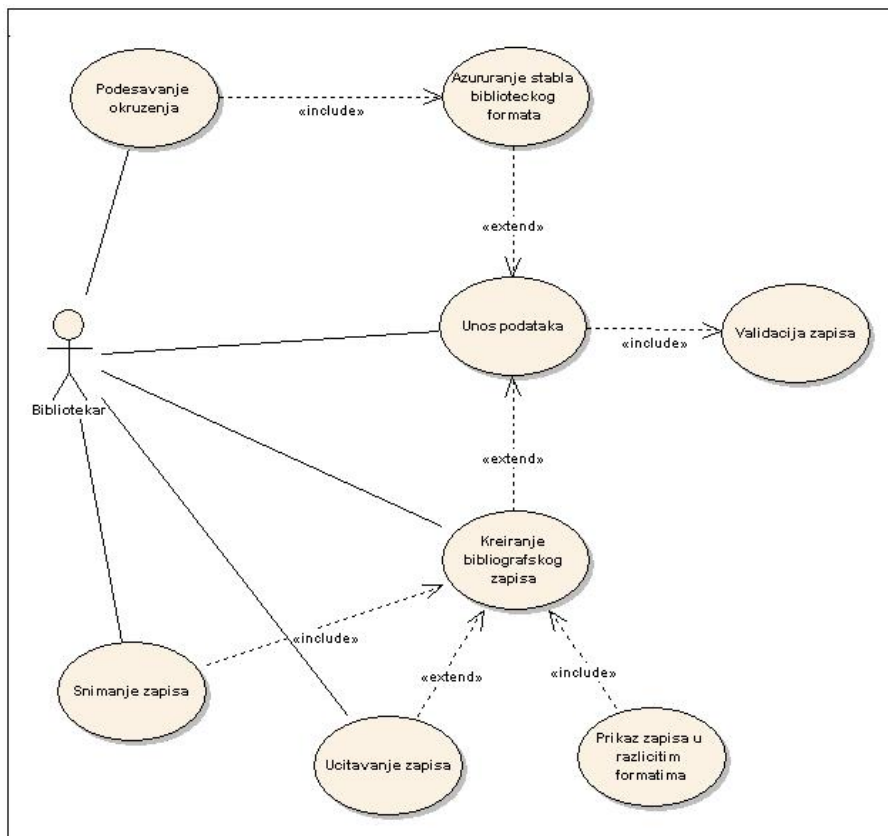 Podesavanje
okruzenja
«include»
Azururanje stabla
biblioteckog
formata
«extend»
Unos podataka
«include»
Validacija zapisa
Bibliotekar
«extend»
Kreiranje
bibliografskog
zapisa
«include»
«extend»
«include»
Snimanje zapisa
Ucitavanje zapisa
Prikaz zapisa u
razlicitim
formatima